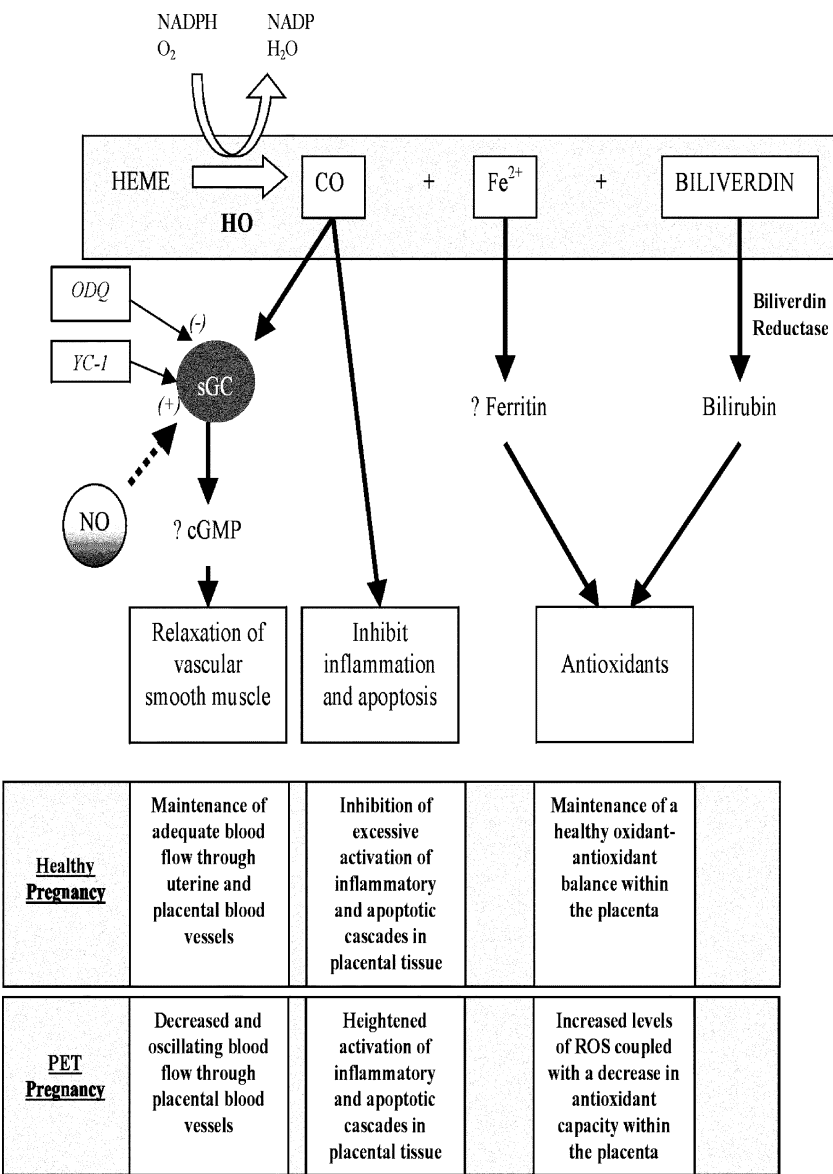 NADPH NADP
O₂ H₂O
HEME CO + Fe²⁺ + BILIVERDIN
HO
ODQ
(-)
Biliverdin
Reductase
YC-1
sGC
(+)
? Ferritin Bilirubin
NO
? cGMP
Relaxation of
vascular
smooth muscle
Inhibit
inflammation
and apoptosis
Antioxidants
Healthy
Pregnancy
Maintenance of
adequate blood
flow through
uterine and
placental blood
vessels
Inhibition of
excessive
activation of
inflammatory
and apoptotic
cascades in
placental tissue
Maintenance of a
healthy oxidant-
antioxidant
balance within
the placenta
PET
Pregnancy
Decreased and
oscillating blood
flow through
placental blood
vessels
Heightened
activation of
inflammatory
and apoptotic
cascades in
placental tissue
Increased levels
of ROS coupled
with a decrease in
antioxidant
capacity within
the placenta